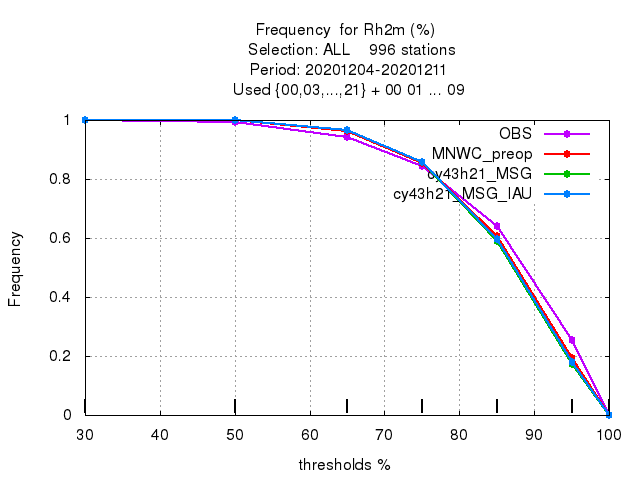 Frequency for Rh2m (%)
Selection: ALL 996 stations
Period: 20201204-20201211
Used {00,03,...,21} + 00 01 ... 09
OBS
MNWC_preop
cy43h21_MSG
cy43h21_MSG_IAU
Frequency
1
0.8
0.6
0.4
0.2
0
30 40 50 60 70 80 90 100
thresholds %